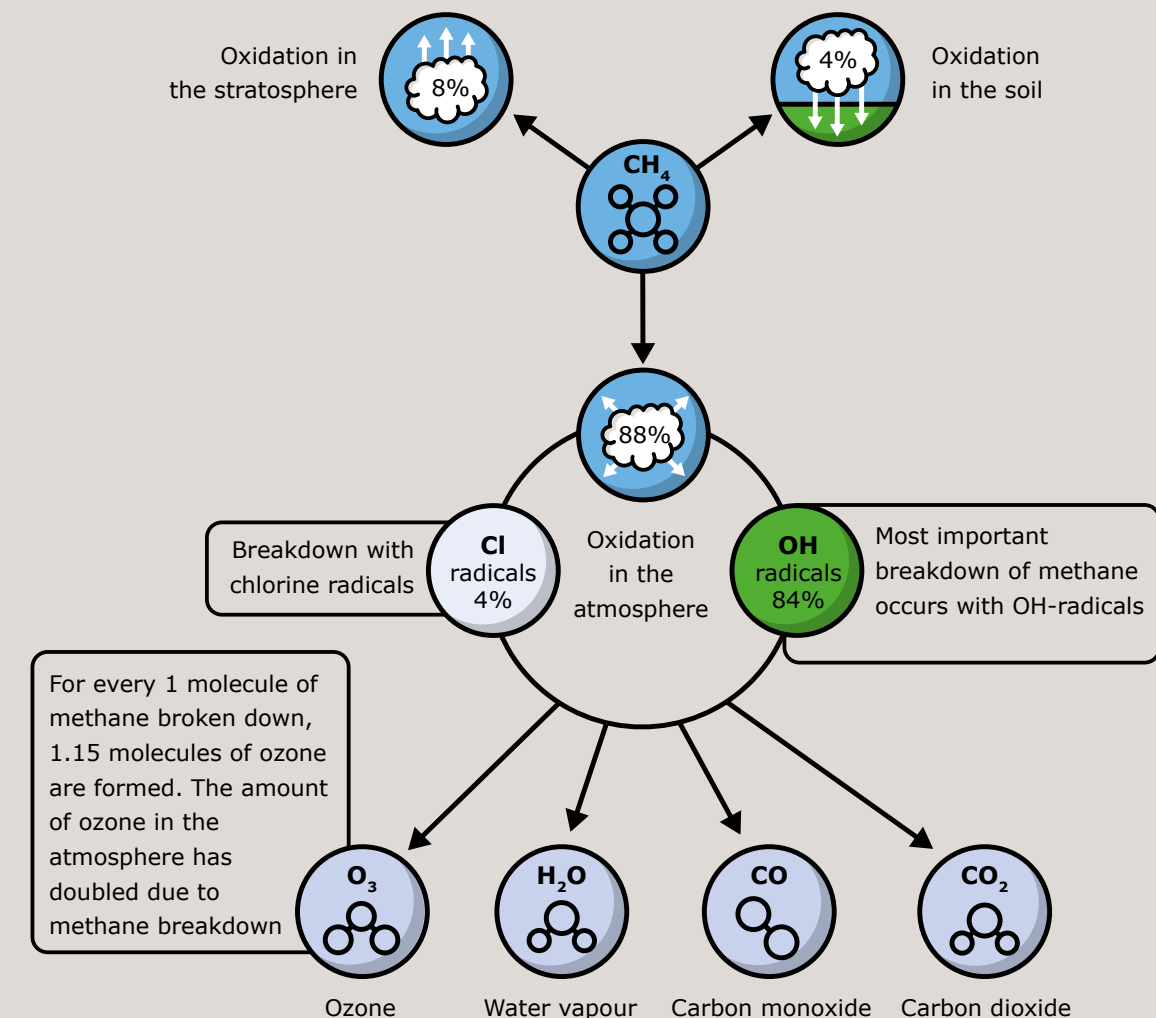 Oxidation in
the stratosphere
8%
4%
Oxidation
in the soil
CH₄
88%
Oxidation
in the
atmosphere
Breakdown with
chlorine radicals
Cl
radicals
4%
OH
radicals
84%
Most important
breakdown of methane
occurs with OH-radicals
For every 1 molecule of
methane broken down,
1.15 molecules of ozone
are formed. The amount
of ozone in the
atmosphere has
doubled due to
methane breakdown
O₃
Ozone
H₂O
Water vapour
CO
Carbon monoxide
CO₂
Carbon dioxide